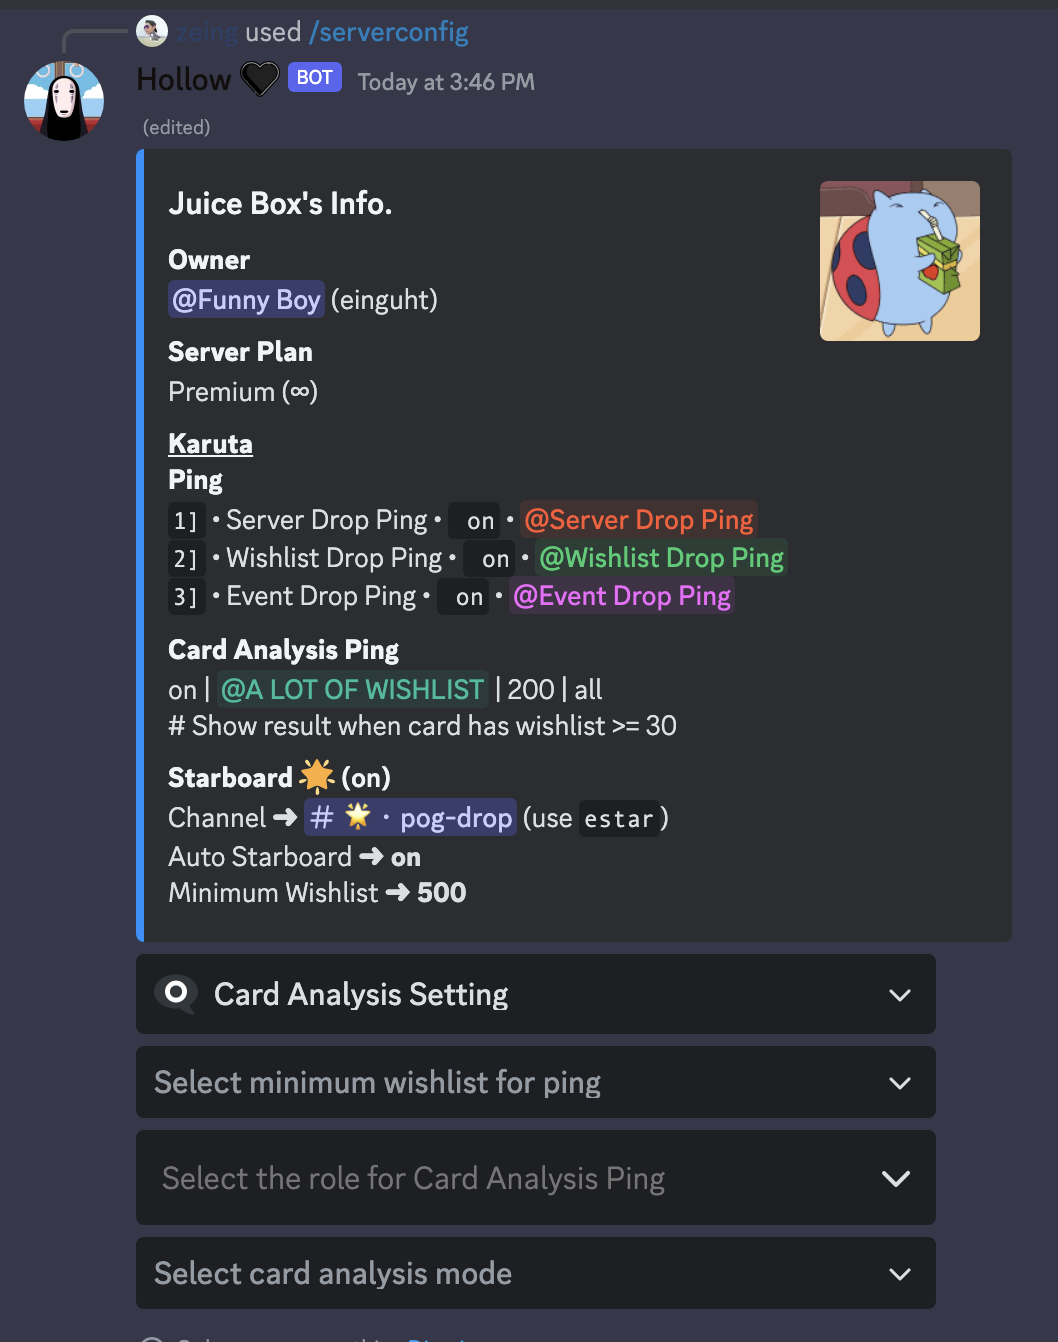 zeing used /serverconfig
Hollow 🖤 BOT Today at 3:46 PM
(edited)
Juice Box's Info.
Owner
@Funny Boy (einguht)
Server Plan
Premium (∞)
Karuta
Ping
1] • Server Drop Ping • on • @Server Drop Ping
2] • Wishlist Drop Ping • on • @Wishlist Drop Ping
3] • Event Drop Ping • on • @Event Drop Ping
Card Analysis Ping
on | @A LOT OF WISHLIST | 200 | all
# Show result when card has wishlist >= 30
Starboard 🌟 (on)
Channel ➜ # 🌟 · pog-drop (use estar)
Auto Starboard ➜ on
Minimum Wishlist ➜ 500
Card Analysis Setting
Select minimum wishlist for ping
Select the role for Card Analysis Ping
Select card analysis mode